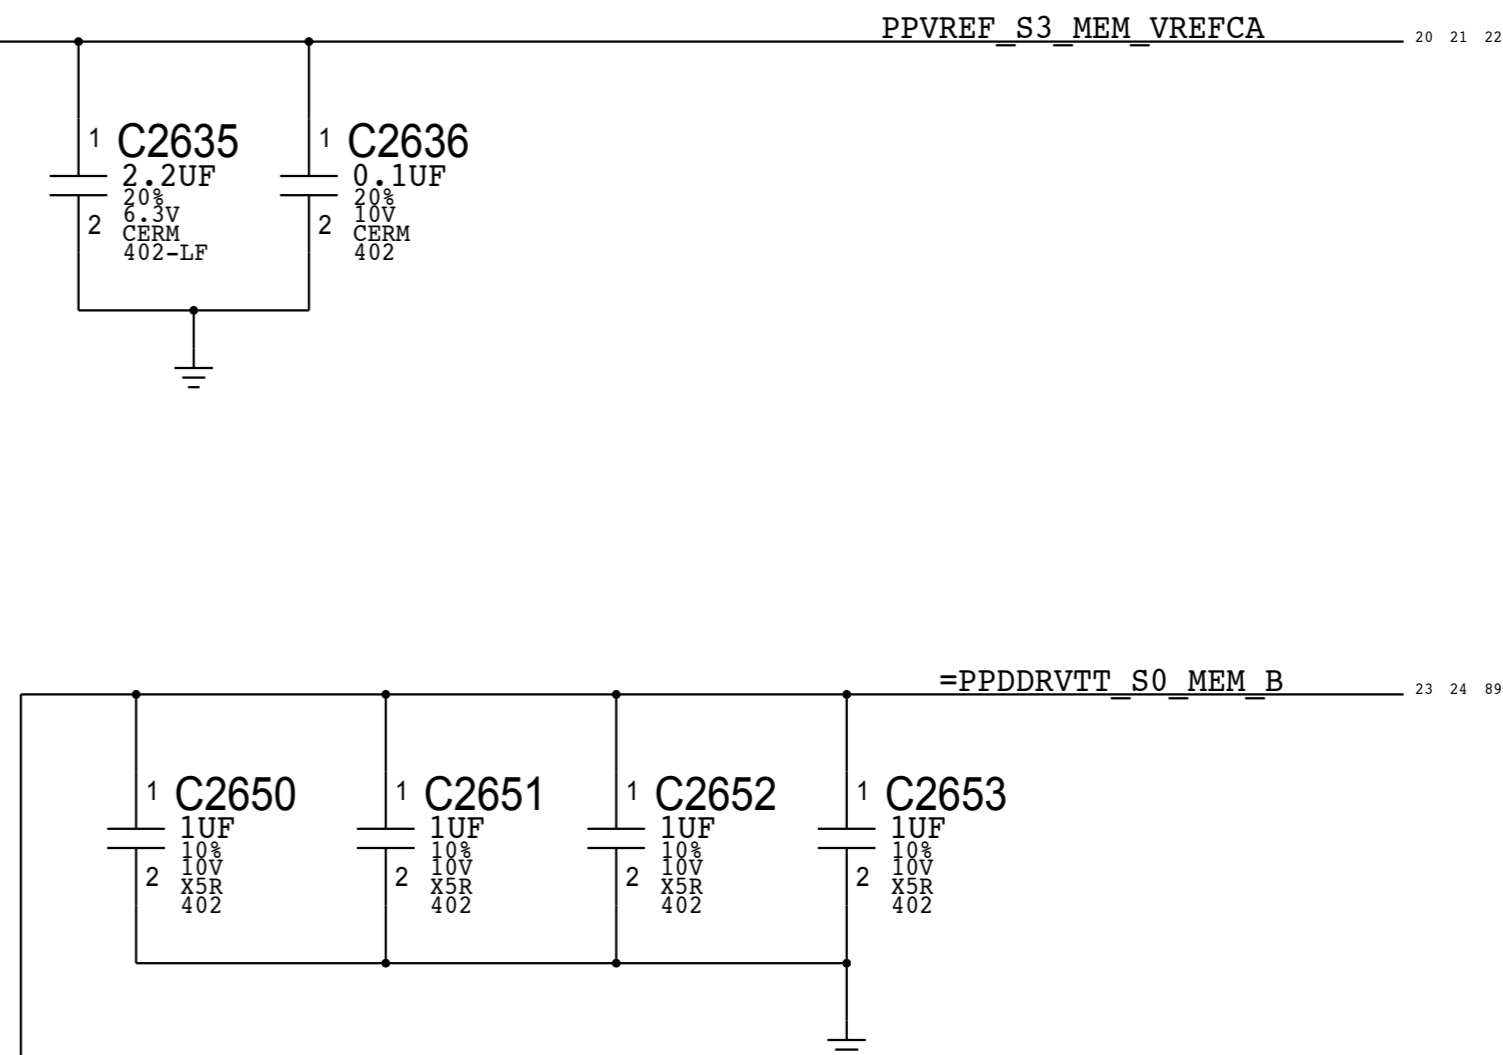 PPVREF_S3_MEM_VREFCA
20 21 22
1 C2635
2.2UF
20%
6.3V
2
CERM
402-LF
1 C2636
0.1UF
20%
10V
2
CERM
402
=PPDDRVTT_S0_MEM_B
23 24 89
1 C2650
1UF
10%
10V
2
X5R
402
1 C2651
1UF
10%
10V
2
X5R
402
1 C2652
1UF
10%
10V
2
X5R
402
1 C2653
1UF
10%
10V
2
X5R
402